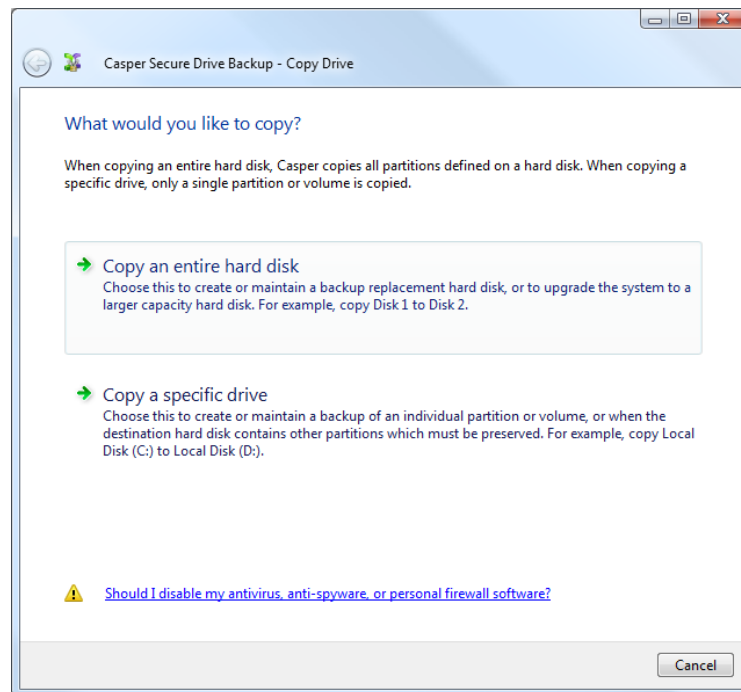 Casper Secure Drive Backup - Copy Drive
What would you like to copy?
When copying an entire hard disk, Casper copies all partitions defined on a hard disk. When copying a
specific drive, only a single partition or volume is copied.
Copy an entire hard disk
Choose this to create or maintain a backup replacement hard disk, or to upgrade the system to a
larger capacity hard disk. For example, copy Disk 1 to Disk 2.
Copy a specific drive
Choose this to create or maintain a backup of an individual partition or volume, or when the
destination hard disk contains other partitions which must be preserved. For example, copy Local
Disk (C:) to Local Disk (D:).
Should I disable my antivirus, anti-spyware, or personal firewall software?
Cancel